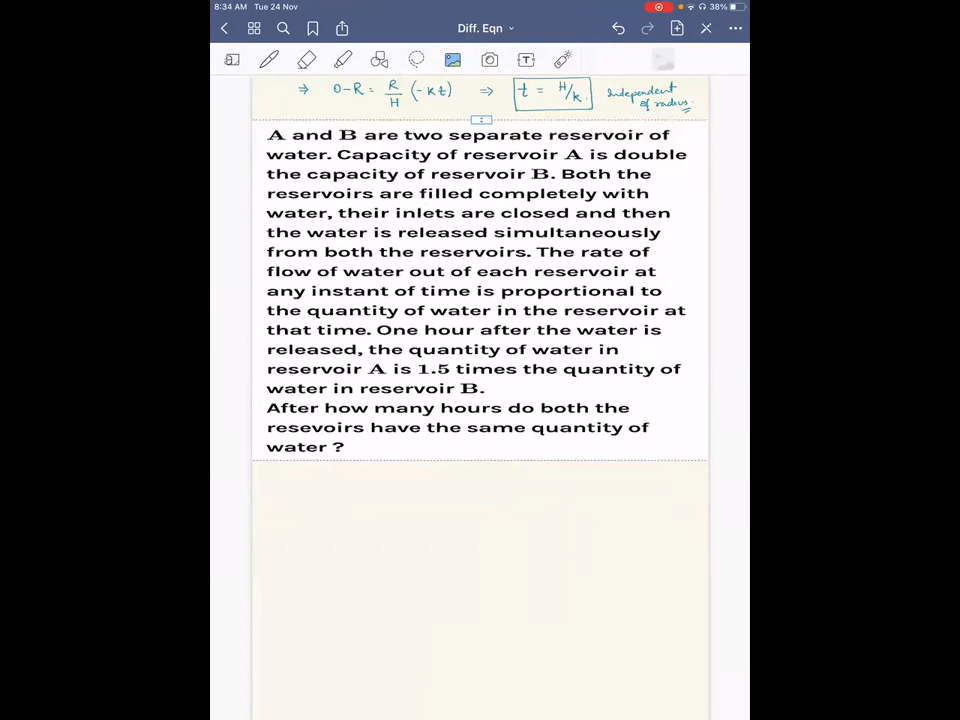 8:34 AM Tue 24 Nov
38%
Diff. Eqn
⇒ 0-R = R/H (-kt) ⇒ t = H/k. Independent of radius.
A and B are two separate reservoir of
water. Capacity of reservoir A is double
the capacity of reservoir B. Both the
reservoirs are filled completely with
water, their inlets are closed and then
the water is released simultaneously
from both the reservoirs. The rate of
flow of water out of each reservoir at
any instant of time is proportional to
the quantity of water in the reservoir at
that time. One hour after the water is
released, the quantity of water in
reservoir A is 1.5 times the quantity of
water in reservoir B.
After how many hours do both the
resevoirs have the same quantity of
water ?